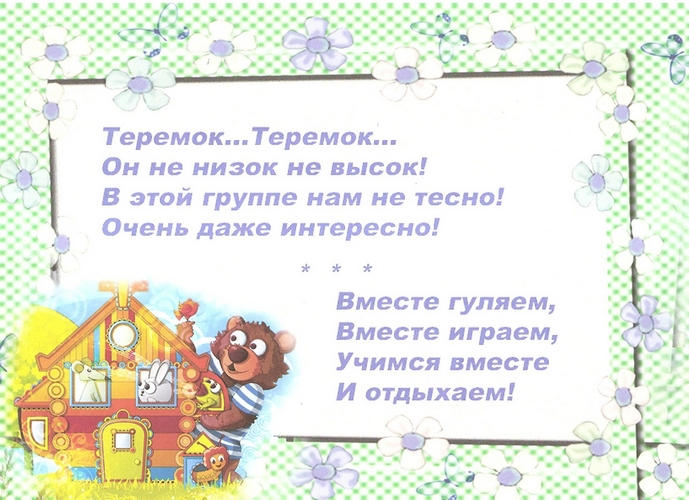 Теремок...Теремок...
Он не низок не высок!
В этой группе нам не тесно!
Очень даже интересно!
* * *
Вместе гуляем,
Вместе играем,
Учимся вместе
И отдыхаем!